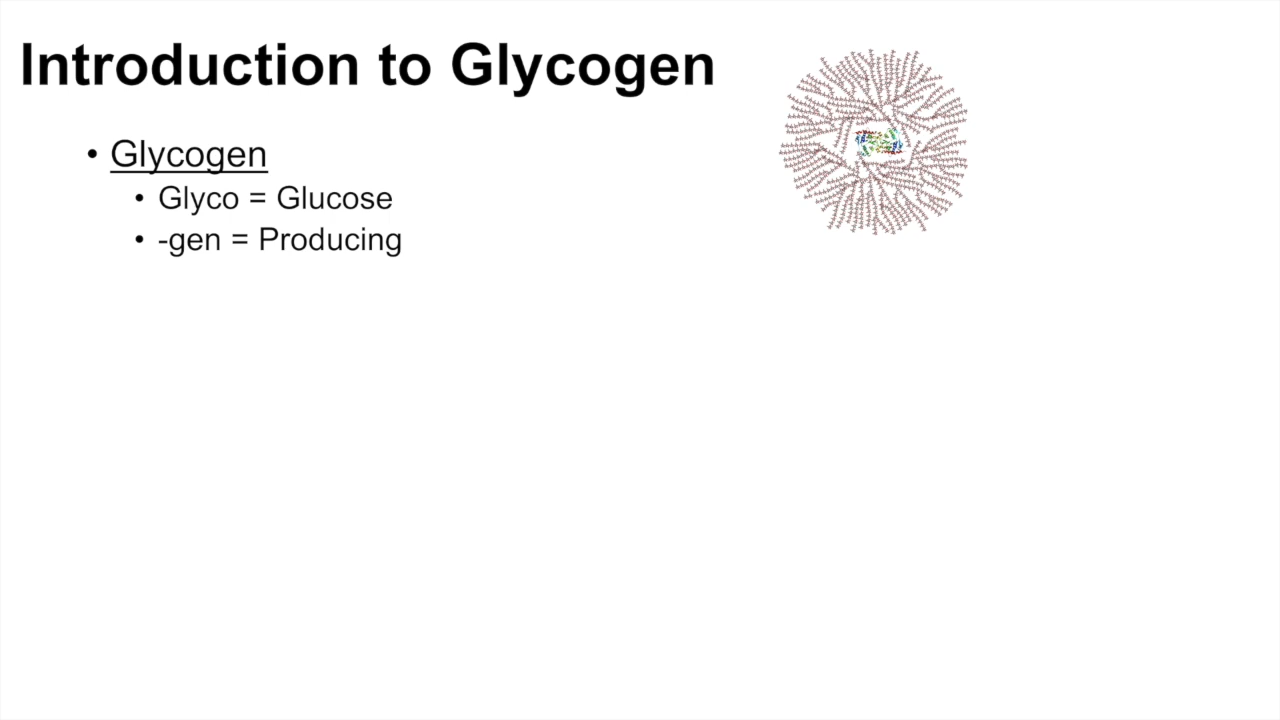 Introduction to Glycogen
• Glycogen
• Glyco = Glucose
• -gen = Producing